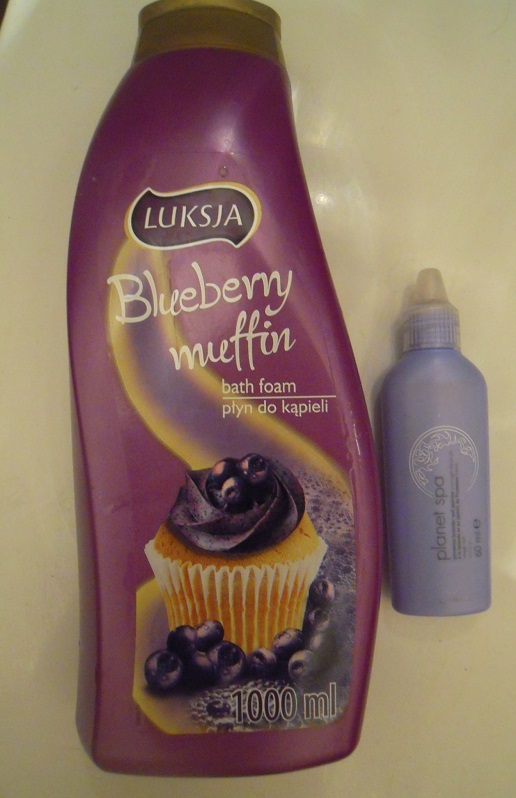 LUKSJA
Blueberry
muffin
bath foam
płyn do kąpieli
1000 ml
planet spa
60 ml e